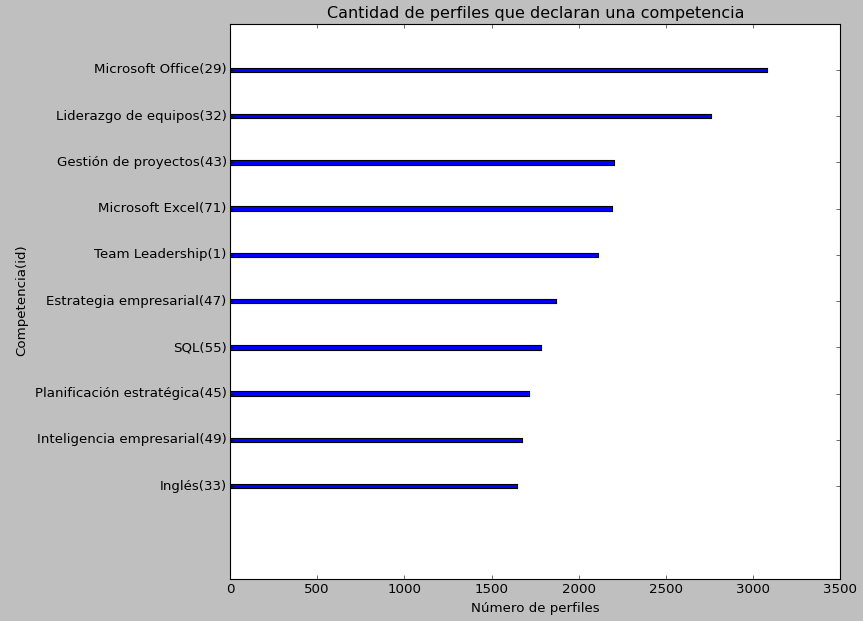 Cantidad de perfiles que declaran una competencia
Microsoft Office(29)
Liderazgo de equipos(32)
Gestión de proyectos(43)
Microsoft Excel(71)
Team Leadership(1)
Estrategia empresarial(47)
SQL(55)
Planificación estratégica(45)
Inteligencia empresarial(49)
Inglés(33)
Competencia(id)
0 500 1000 1500 2000 2500 3000 3500
Número de perfiles